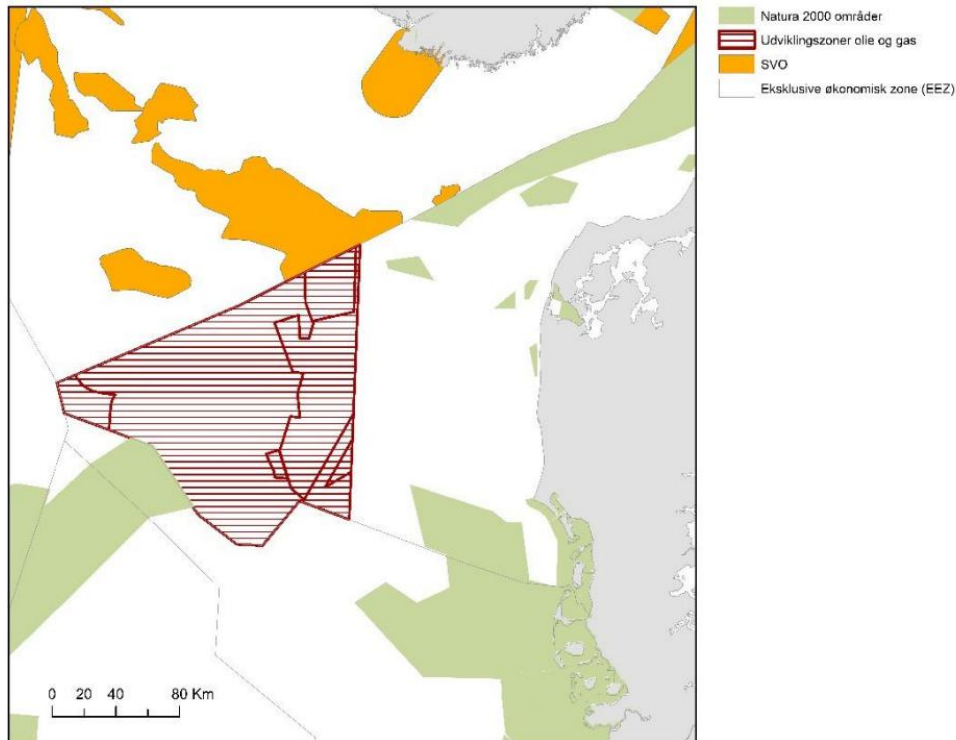 Natura 2000 områder
Udviklingszoner olie og gas
SVO
Eksklusive økonomisk zone (EEZ)
0 20 40 80 Km